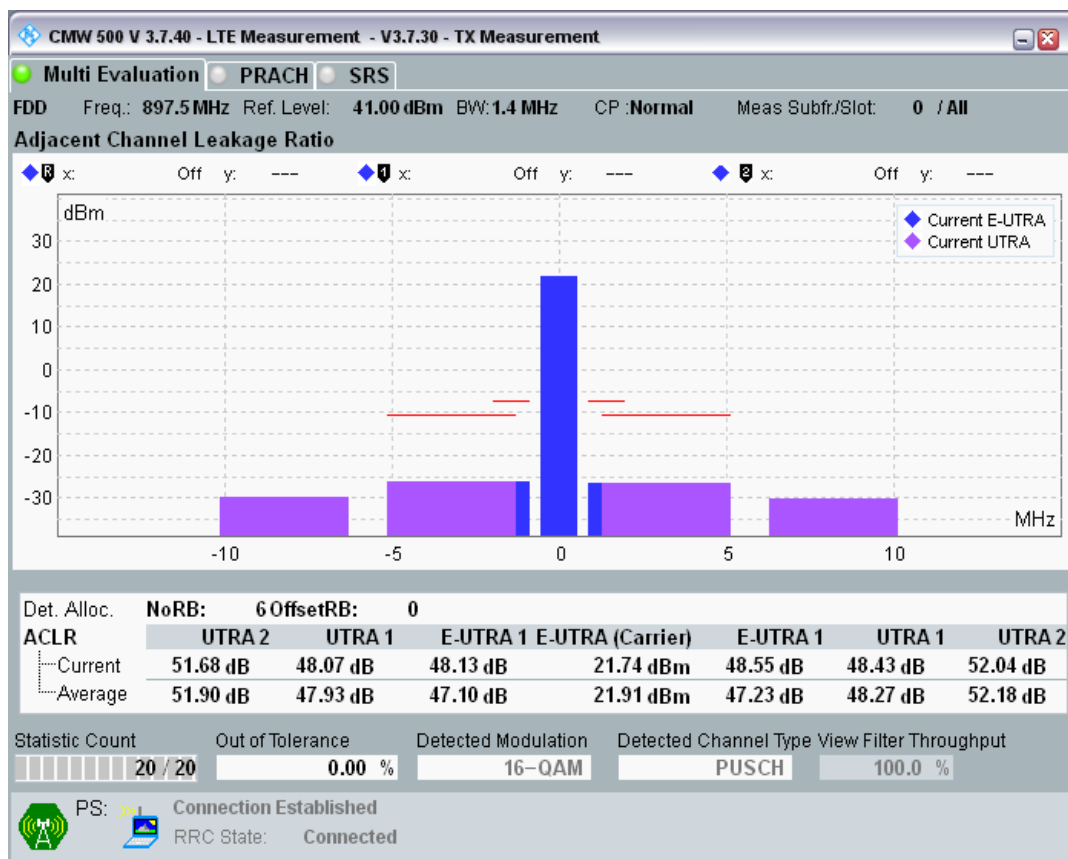 CMW 500 V 3.7.40 - LTE Measurement - V3.7.30 - TX Measurement
Multi Evaluation PRACH SRS
FDD Freq.: 897.5 MHz Ref. Level: 41.00 dBm BW: 1.4 MHz CP :Normal Meas Subfr./Slot: 0 / All
Adjacent Channel Leakage Ratio
R x: Off y: --- 1 x: Off y: --- 2 x: Off y: ---
dBm
Current E-UTRA
Current UTRA
30
20
10
0
-10
-20
-30
MHz
-10 -5 0 5 10
Det. Alloc. NoRB: 6 OffsetRB: 0
ACLR UTRA 2 UTRA 1 E-UTRA 1 E-UTRA (Carrier) E-UTRA 1 UTRA 1 UTRA 2
Current 51.68 dB 48.07 dB 48.13 dB 21.74 dBm 48.55 dB 48.43 dB 52.04 dB
Average 51.90 dB 47.93 dB 47.10 dB 21.91 dBm 47.23 dB 48.27 dB 52.18 dB
Statistic Count Out of Tolerance Detected Modulation Detected Channel Type View Filter Throughput
20 / 20 0.00 % 16-QAM PUSCH 100.0 %
PS: Connection Established
RRC State: Connected